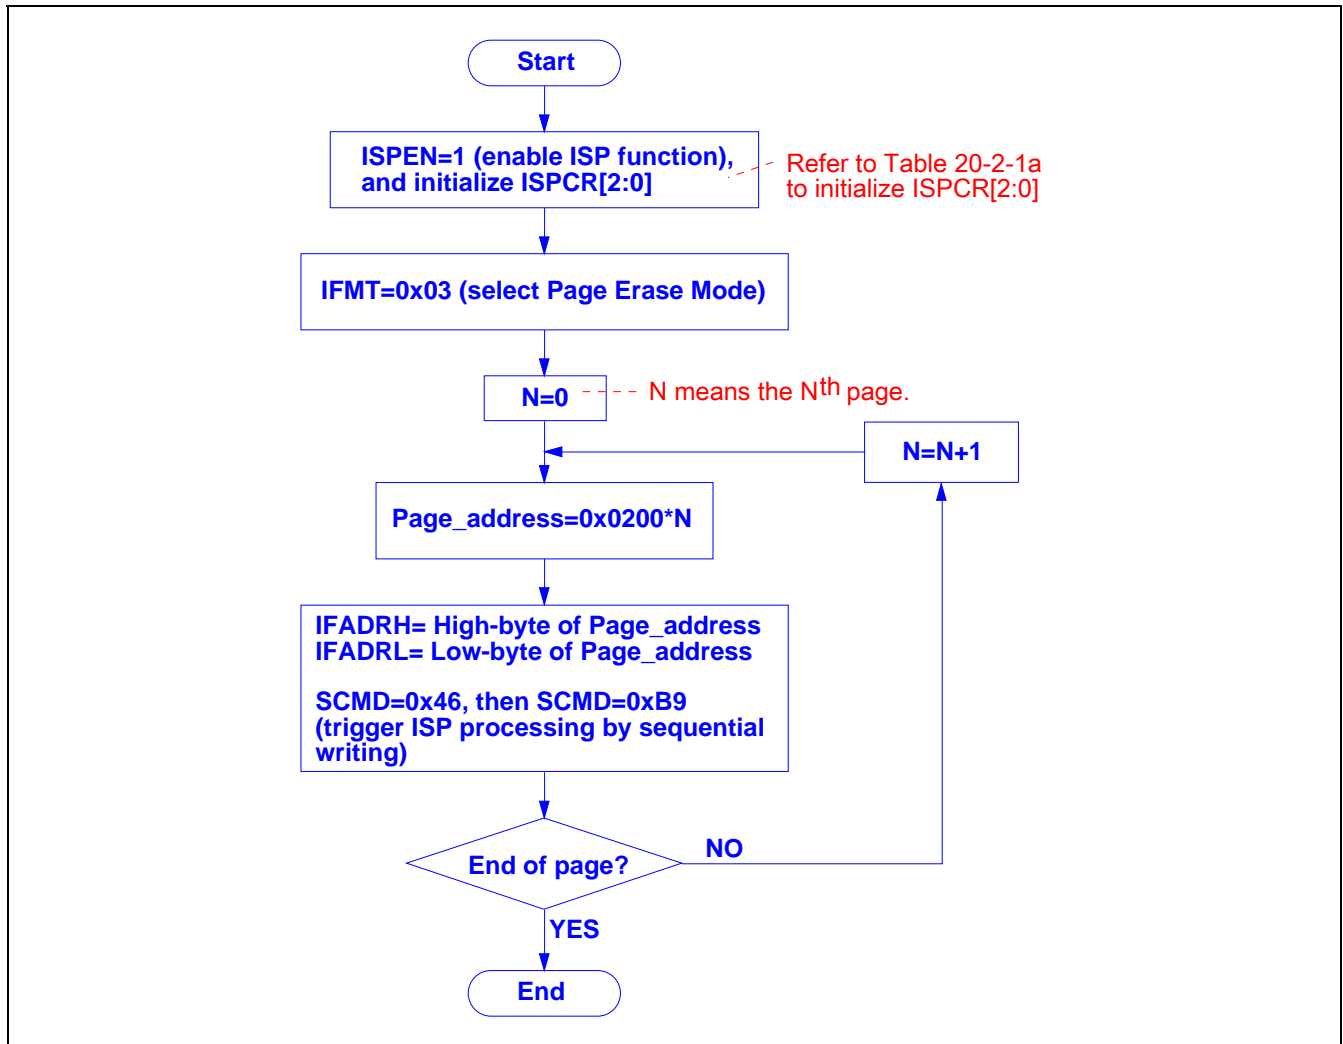 Start
ISPEN=1 (enable ISP function),
and initialize ISPCR[2:0]
Refer to Table 20-2-1a
to initialize ISPCR[2:0]
IFMT=0x03 (select Page Erase Mode)
N=0
N means the Nth page.
N=N+1
Page_address=0x0200*N
IFADRH= High-byte of Page_address
IFADRL= Low-byte of Page_address
SCMD=0x46, then SCMD=0xB9
(trigger ISP processing by sequential
writing)
End of page?
NO
YES
End